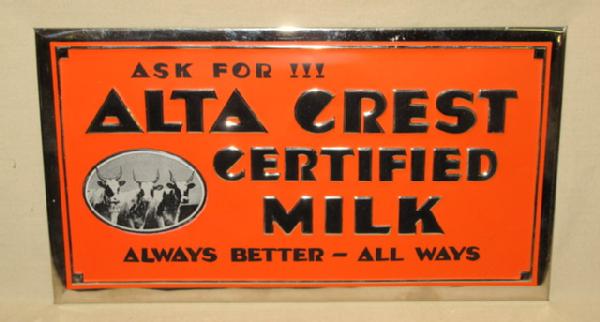 ASK FOR !!!
ALTA CREST
CERTIFIED
MILK
ALWAYS BETTER - ALL WAYS